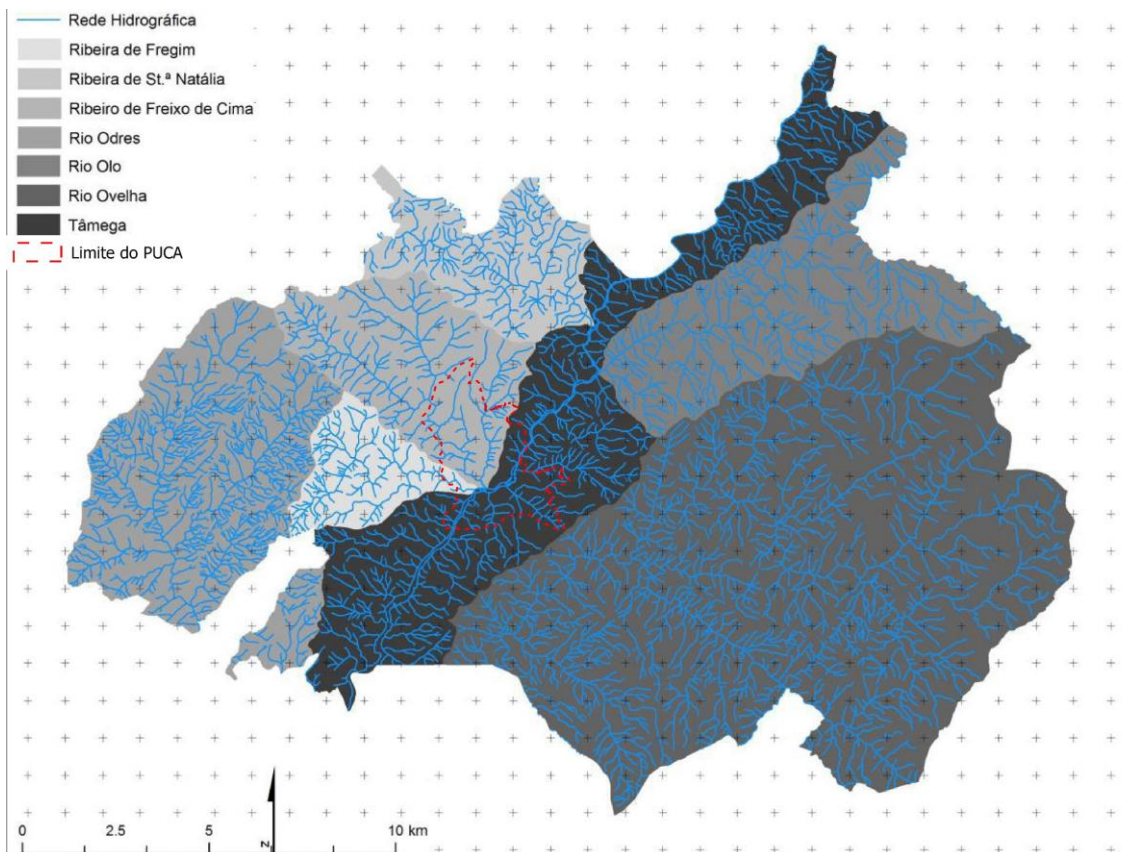 Rede Hidrográfica
Ribeira de Fregim
Ribeira de St.ª Natália
Ribeiro de Freixo de Cima
Rio Odres
Rio Olo
Rio Ovelha
Tâmega
Limite do PUCA
0 2.5 5 10 km
N